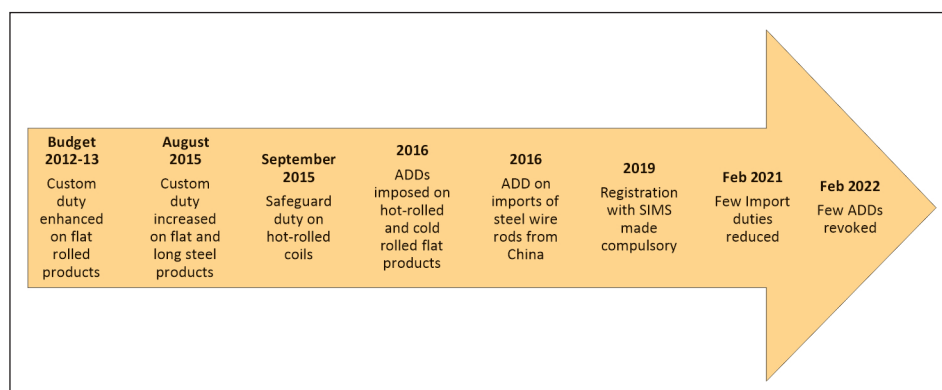 Budget
2012-13
Custom
duty
enhanced
on flat
rolled
products
August
2015
Custom
duty
increased
on flat and
long steel
products
September
2015
Safeguard
duty on
hot-rolled
coils
2016
ADDs
imposed on
hot-rolled
and cold
rolled flat
products
2016
ADD on
imports of
steel wire
rods from
China
2019
Registration
with SIMS
made
compulsory
Feb 2021
Few Import
duties
reduced
Feb 2022
Few ADDs
revoked